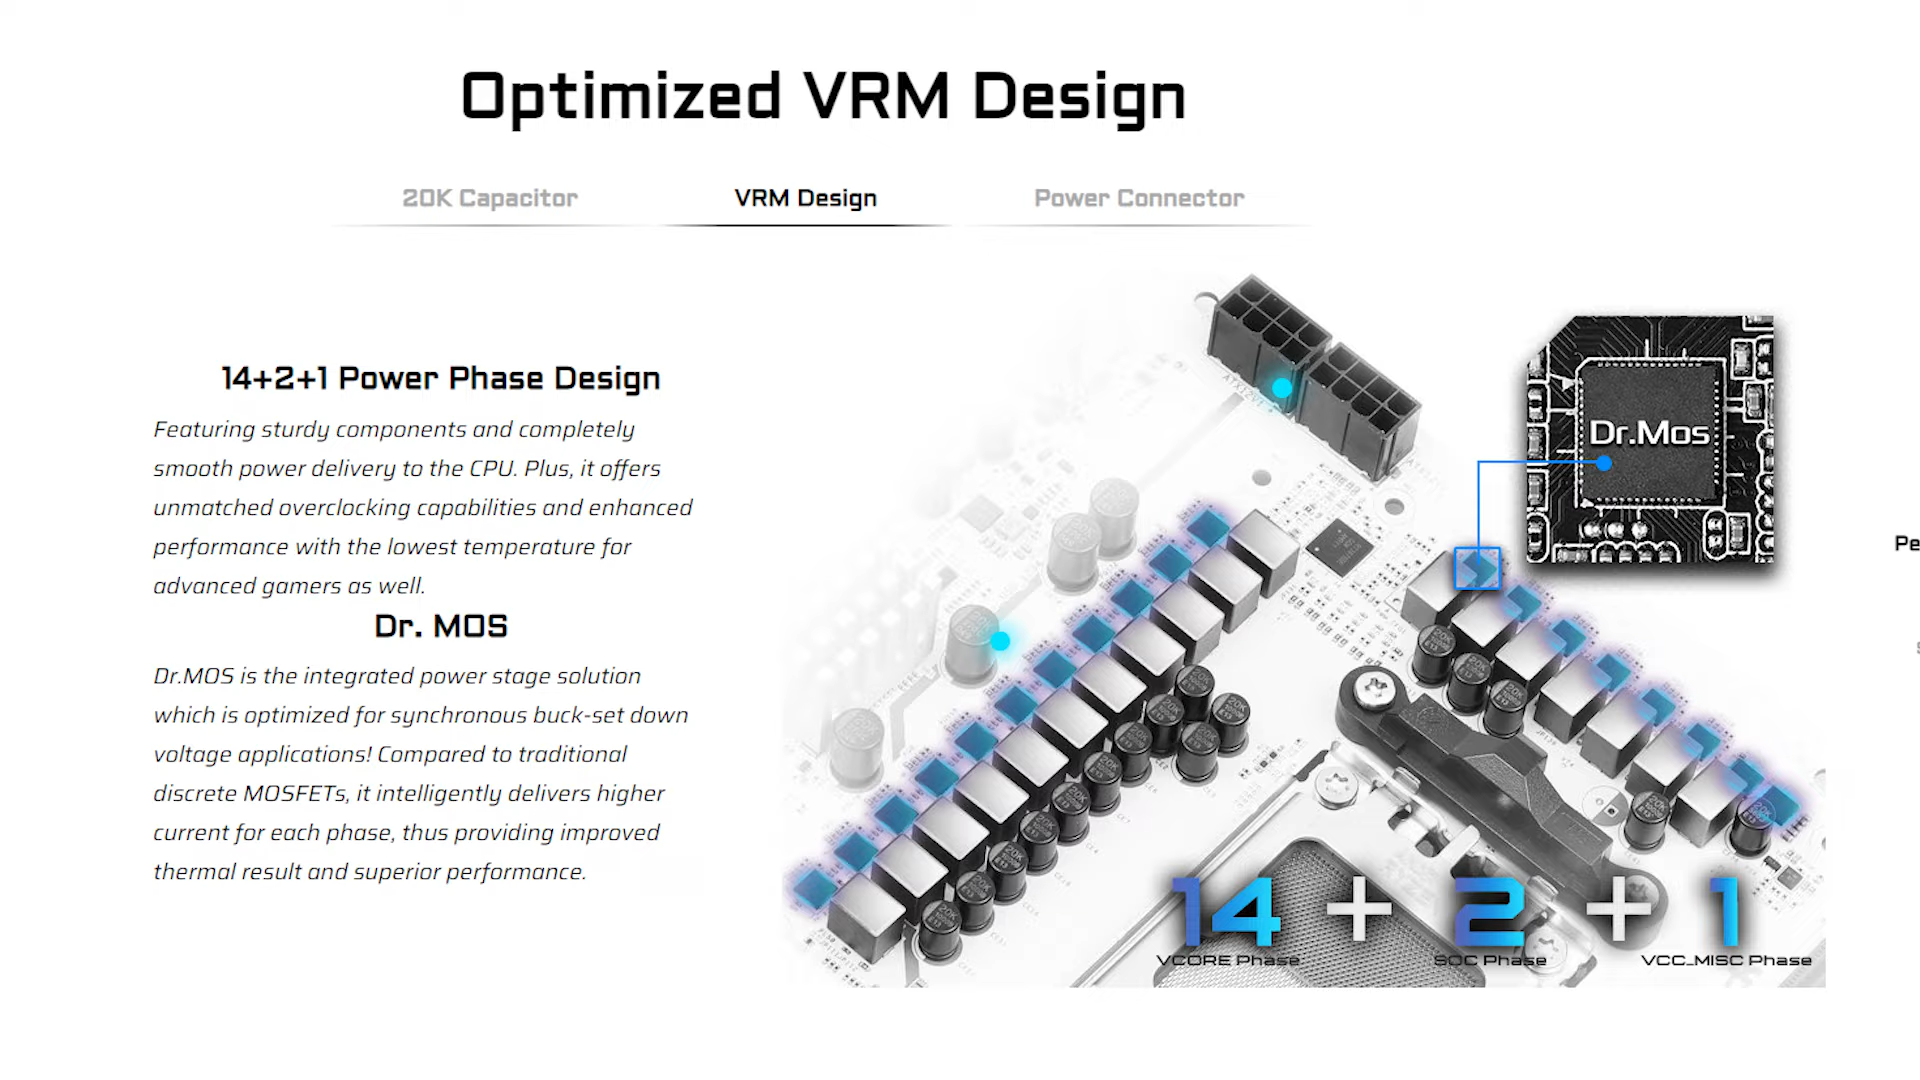 Optimized VRM Design
20K Capacitor
VRM Design
Power Connector
14+2+1 Power Phase Design
Featuring sturdy components and completely
smooth power delivery to the CPU. Plus, it offers
unmatched overclocking capabilities and enhanced
performance with the lowest temperature for
advanced gamers as well.
Dr. MOS
Dr.MOS is the integrated power stage solution
which is optimized for synchronous buck-set down
voltage applications! Compared to traditional
discrete MOSFETs, it intelligently delivers higher
current for each phase, thus providing improved
thermal result and superior performance.
Dr.Mos
ATX12V1
14 + 2 + 1
VCORE Phase
SOC Phase
VCC_MISC Phase
Pe